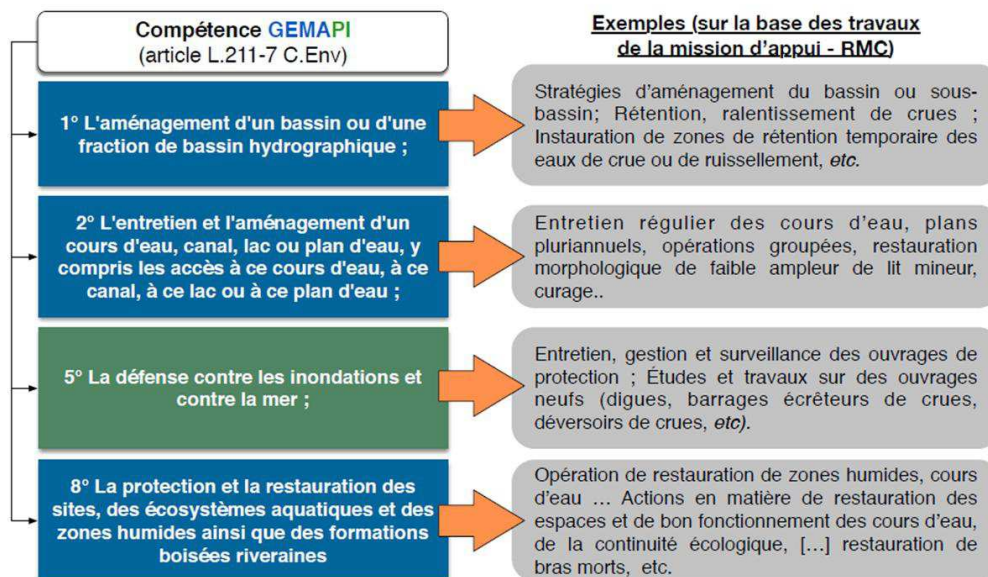 Compétence GEMAPI
(article L.211-7 C.Env)
Exemples (sur la base des travaux
de la mission d'appui - RMC)
1° L'aménagement d'un bassin ou d'une
fraction de bassin hydrographique ;
Stratégies d'aménagement du bassin ou sous-
bassin; Rétention, ralentissement de crues ;
Instauration de zones de rétention temporaire des
eaux de crue ou de ruissellement, etc.
2° L'entretien et l'aménagement d'un
cours d'eau, canal, lac ou plan d'eau, y
compris les accès à ce cours d'eau, à ce
canal, à ce lac ou à ce plan d'eau ;
Entretien régulier des cours d'eau, plans
pluriannuels, opérations groupées, restauration
morphologique de faible ampleur de lit mineur,
curage..
5° La défense contre les inondations et
contre la mer ;
Entretien, gestion et surveillance des ouvrages de
protection ; Études et travaux sur des ouvrages
neufs (digues, barrages écrêteurs de crues,
déversoirs de crues, etc).
8° La protection et la restauration des
sites, des écosystèmes aquatiques et des
zones humides ainsi que des formations
boisées riveraines
Opération de restauration de zones humides, cours
d'eau ... Actions en matière de restauration des
espaces et de bon fonctionnement des cours d'eau,
de la continuité écologique, [...] restauration de
bras morts, etc.